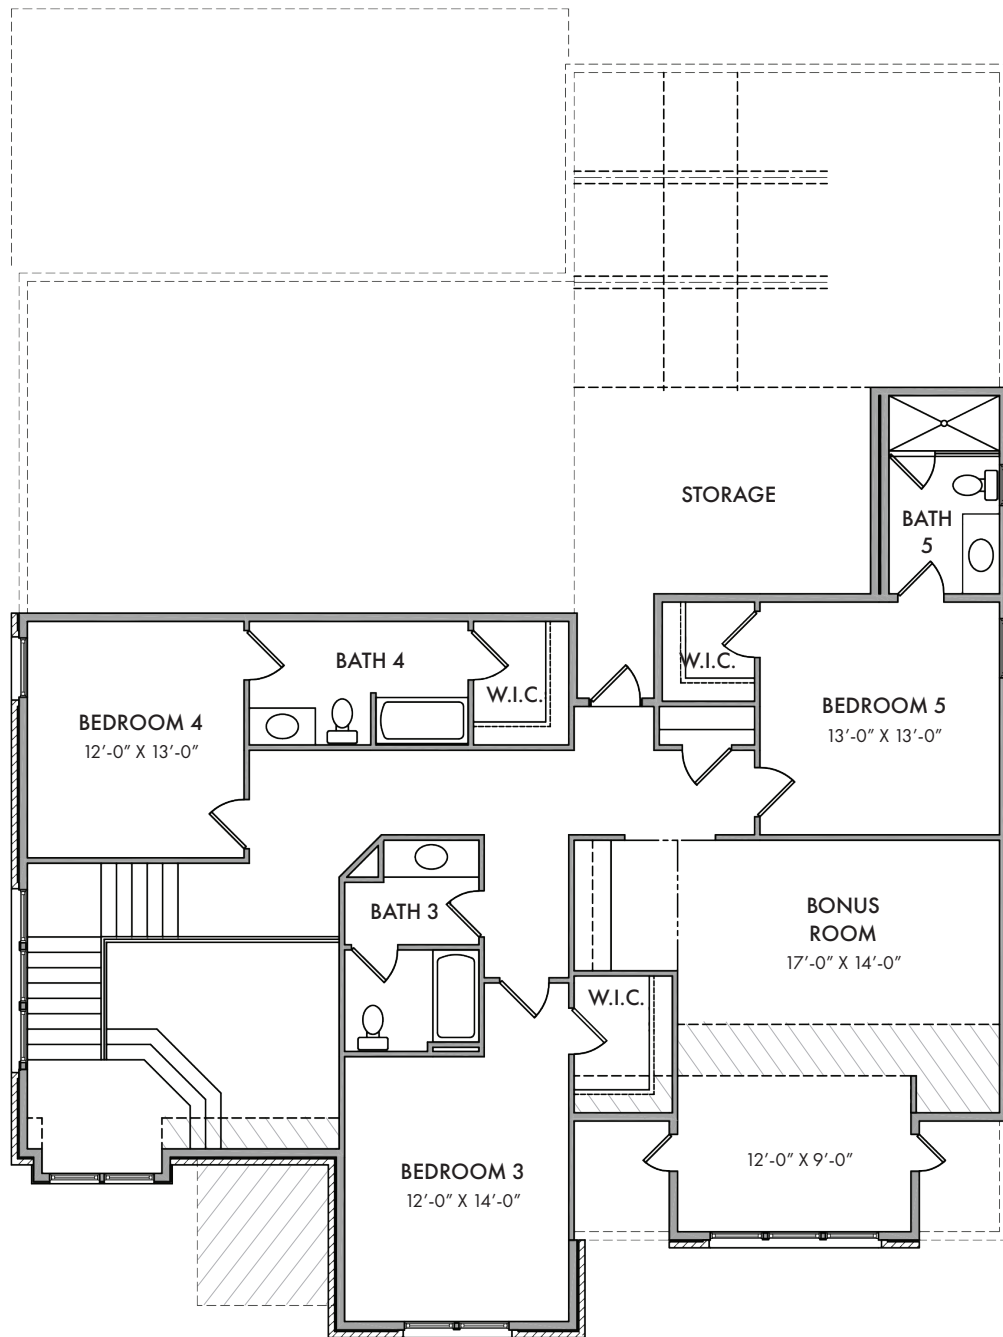 STORAGE
BATH
5
BATH 4
W.I.C.
W.I.C.
BEDROOM 4
12’-0” X 13’-0”
BEDROOM 5
13’-0” X 13’-0”
BATH 3
BONUS
ROOM
17’-0” X 14’-0”
W.I.C.
BEDROOM 3
12’-0” X 14’-0”
12’-0” X 9’-0”